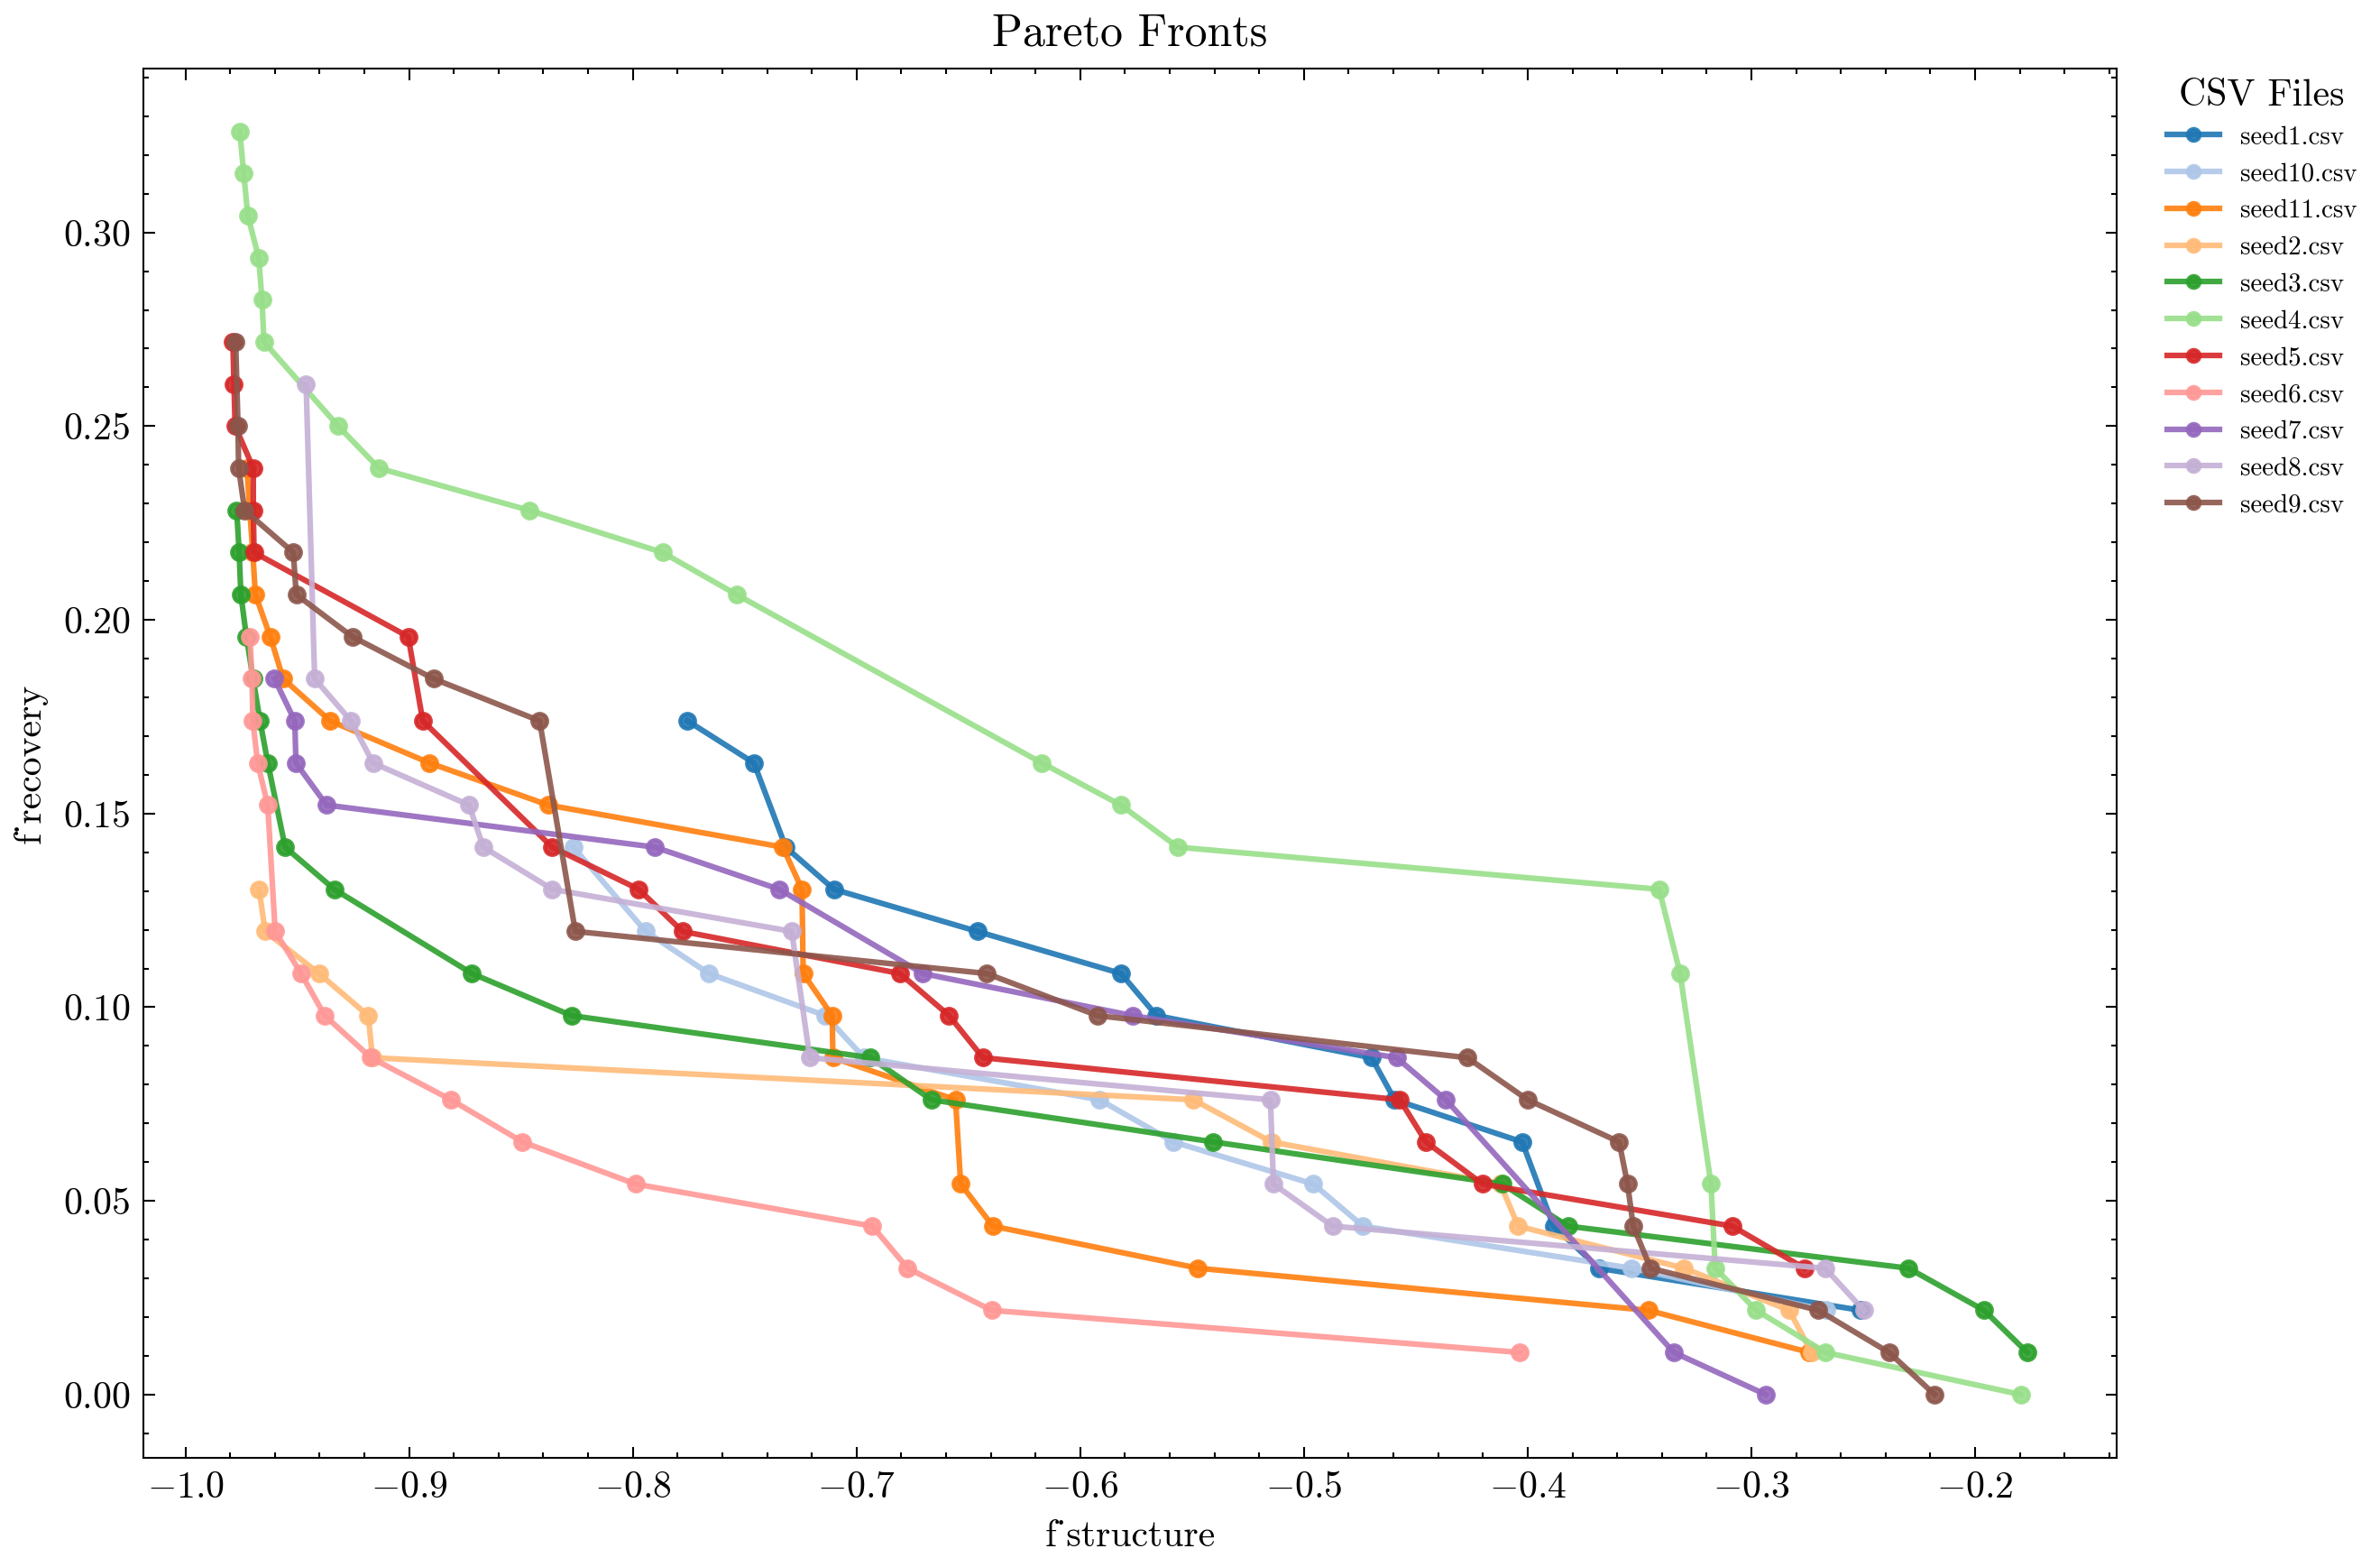 Pareto Fronts
CSV Files
seed1.csv
seed10.csv
seed11.csv
seed2.csv
seed3.csv
seed4.csv
seed5.csv
seed6.csv
seed7.csv
seed8.csv
seed9.csv
f˙recovery
0.30
0.25
0.20
0.15
0.10
0.05
0.00
−1.0 −0.9 −0.8 −0.7 −0.6 −0.5 −0.4 −0.3 −0.2
f˙structure